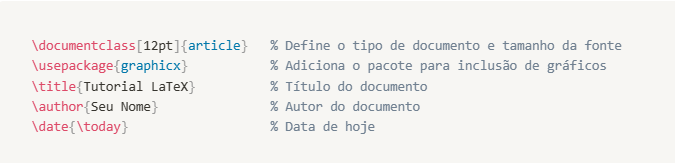 \documentclass[12pt]{article}   % Define o tipo de documento e tamanho da fonte
\usepackage{graphicx}           % Adiciona o pacote para inclusão de gráficos
\title{Tutorial LaTeX}          % Título do documento
\author{Seu Nome}               % Autor do documento
\date{\today}                   % Data de hoje